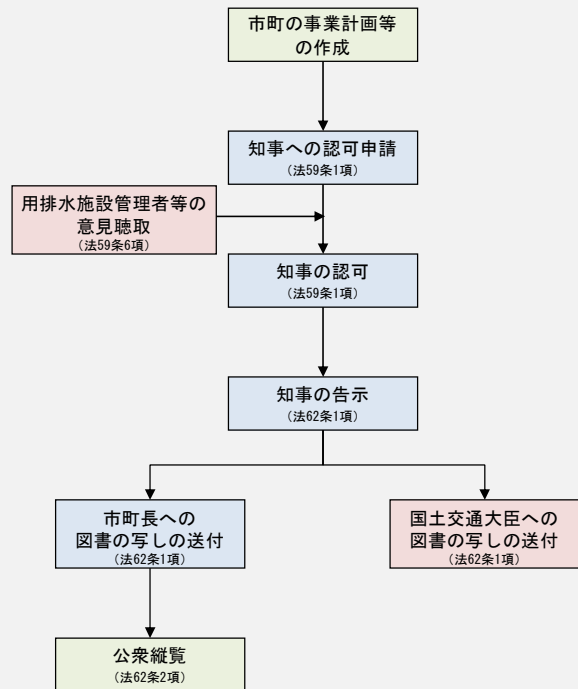 市町の事業計画等
の作成
知事への認可申請
(法59条1項)
用排水施設管理者等の
意見聴取
(法59条6項)
知事の認可
(法59条1項)
知事の告示
(法62条1項)
市町長への
図書の写しの送付
(法62条1項)
国土交通大臣への
図書の写しの送付
(法62条1項)
公衆縦覧
(法62条2項)